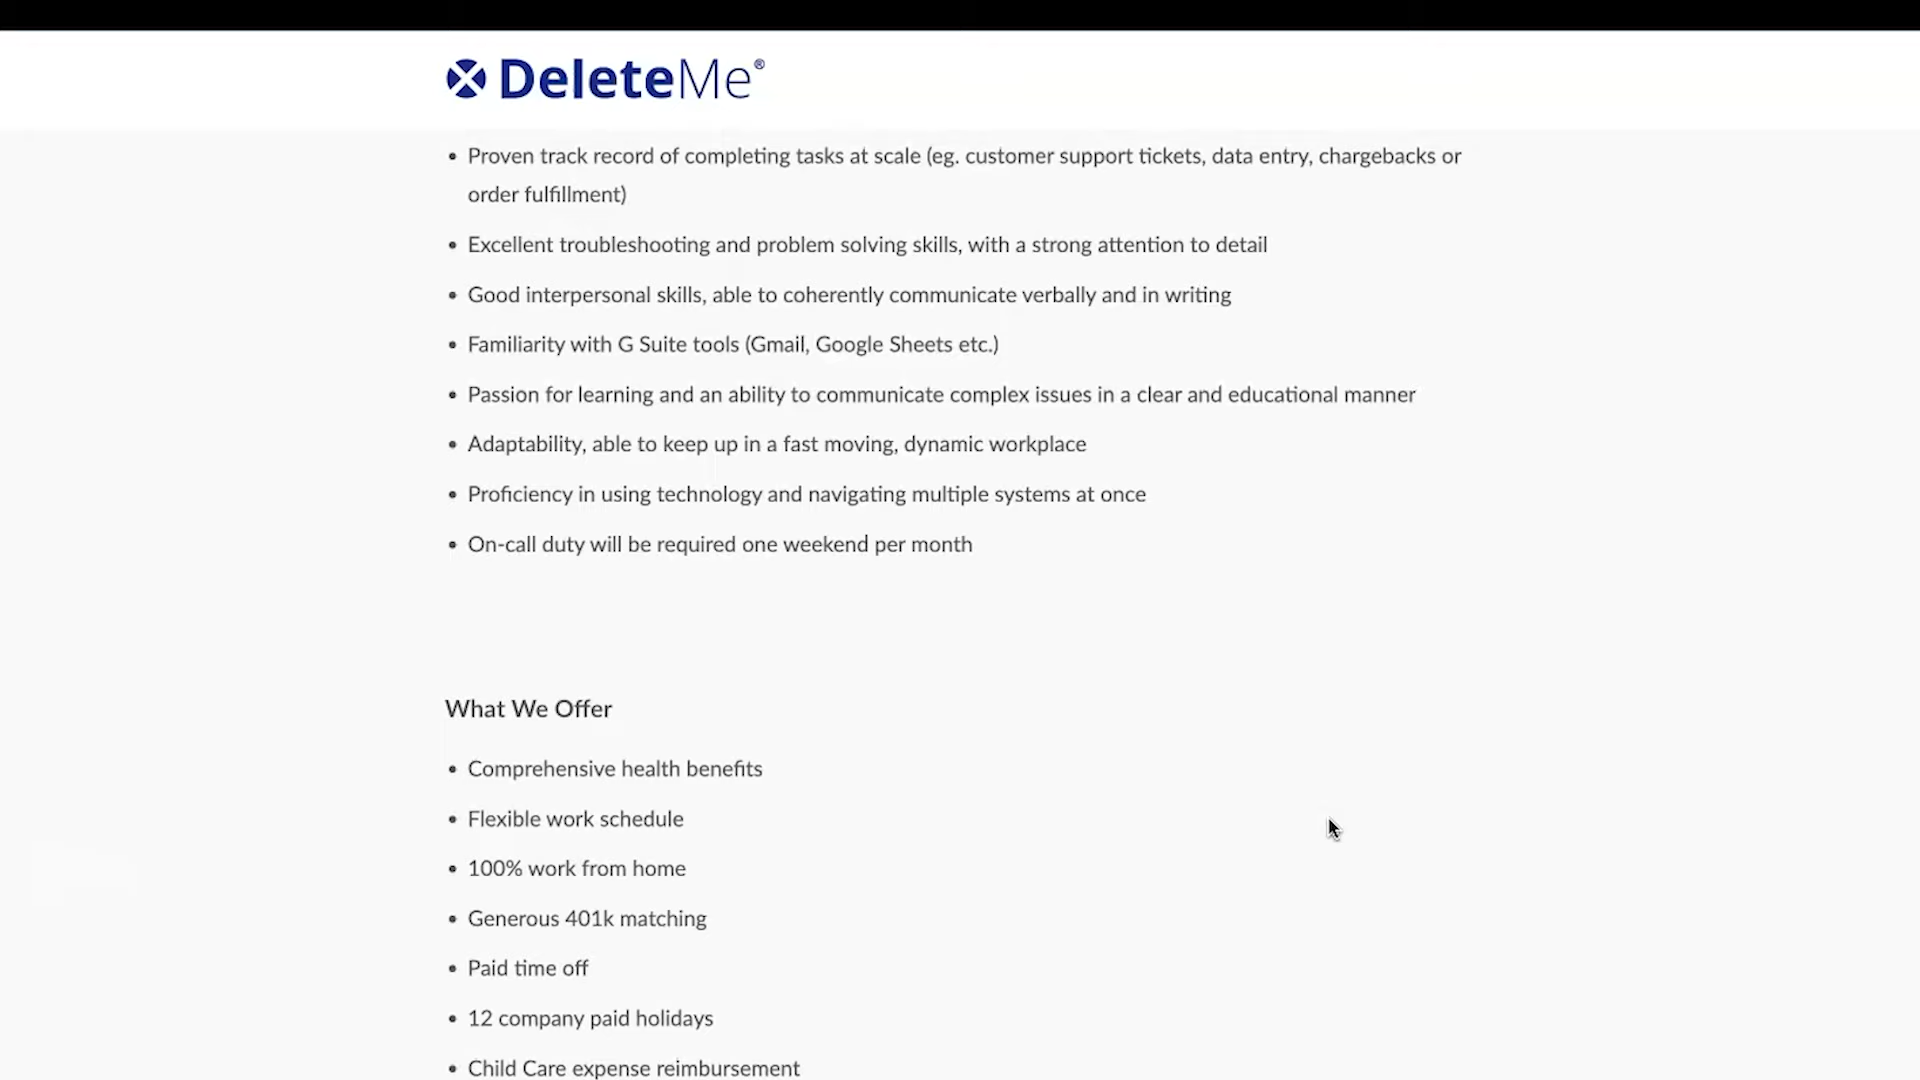 DeleteMe®
• Proven track record of completing tasks at scale (eg. customer support tickets, data entry, chargebacks or
order fulfillment)
• Excellent troubleshooting and problem solving skills, with a strong attention to detail
• Good interpersonal skills, able to coherently communicate verbally and in writing
• Familiarity with G Suite tools (Gmail, Google Sheets etc.)
• Passion for learning and an ability to communicate complex issues in a clear and educational manner
• Adaptability, able to keep up in a fast moving, dynamic workplace
• Proficiency in using technology and navigating multiple systems at once
• On-call duty will be required one weekend per month
What We Offer
• Comprehensive health benefits
• Flexible work schedule
• 100% work from home
• Generous 401k matching
• Paid time off
• 12 company paid holidays
• Child Care expense reimbursement